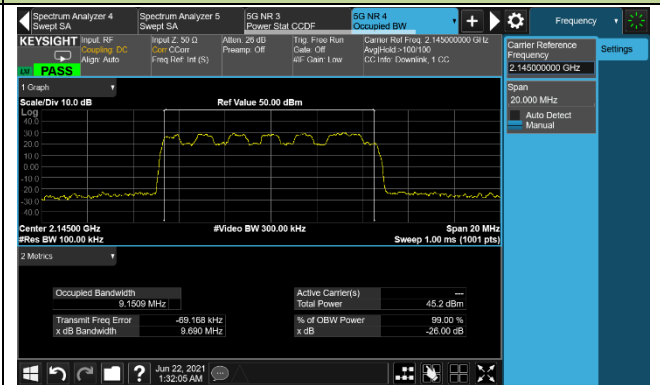 Spectrum Analyzer 4
Swept SA
Spectrum Analyzer 5
Swept SA
5G NR 3
Power Stat CCDF
5G NR 4
Occupied BW
Frequency
KEYSIGHT
Input: RF
Coupling: DC
Align: Auto
Input Z: 50 Ω
Corr CCorr
Freq Ref: Int (S)
Atten: 26 dB
Preamp: Off
Trig: Free Run
Gate: Off
#IF Gain: Low
Carrier Ref Freq: 2.145000000 GHz
Avg|Hold:>100/100
CC Info: Downlink, 1 CC
PASS
Carrier Reference
Frequency
2.145000000 GHz
Settings
Span
20.000 MHz
Auto Detect
Manual
1 Graph
Scale/Div 10.0 dB
Ref Value 50.00 dBm
Log
40.0
30.0
20.0
10.0
0.00
-10.0
-20.0
-30.0
-40.0
Center 2.14500 GHz
#Video BW 300.00 kHz
Span 20 MHz
#Res BW 100.00 kHz
Sweep 1.00 ms (1001 pts)
2 Metrics
Occupied Bandwidth
9.1509 MHz
Active Carrier(s)
---
Total Power
45.2 dBm
Transmit Freq Error
-69.168 kHz
% of OBW Power
99.00 %
x dB Bandwidth
9.690 MHz
x dB
-26.00 dB
Jun 22, 2021
1:32:05 AM